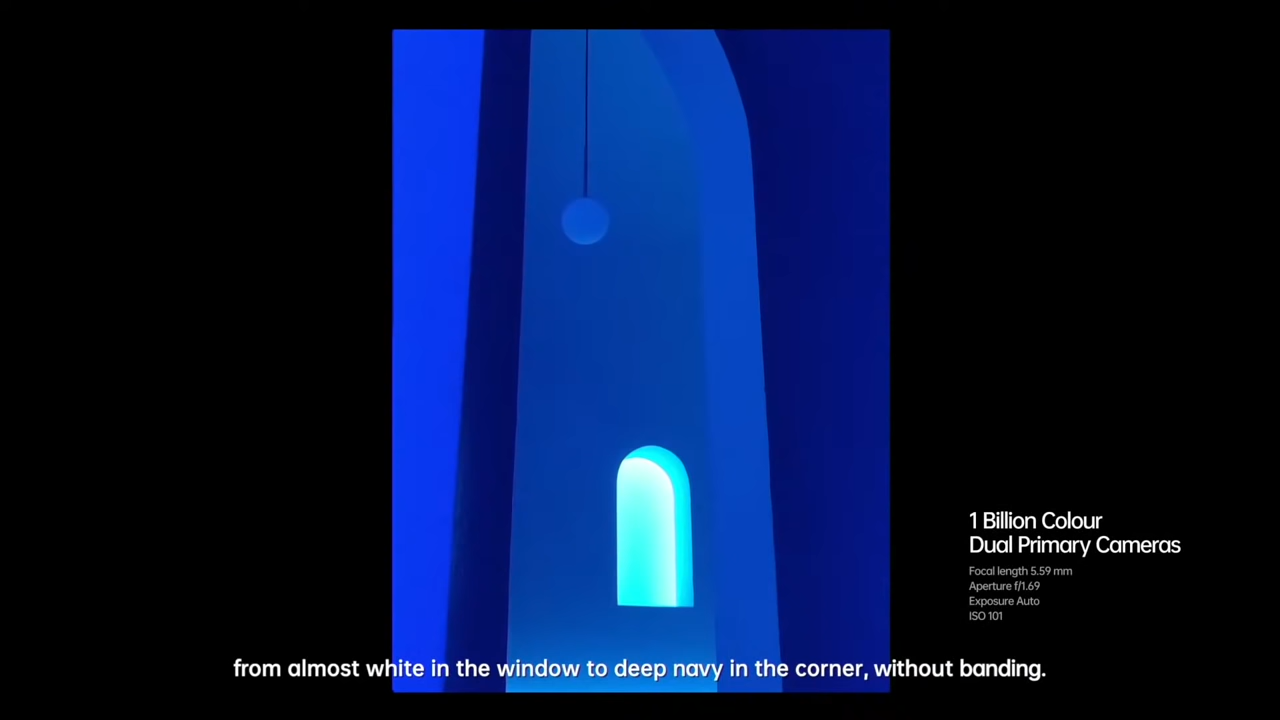 1 Billion Colour
Dual Primary Cameras
Focal length 5.59 mm
Aperture f/1.69
Exposure Auto
ISO 101
from almost white in the window to deep navy in the corner, without banding.